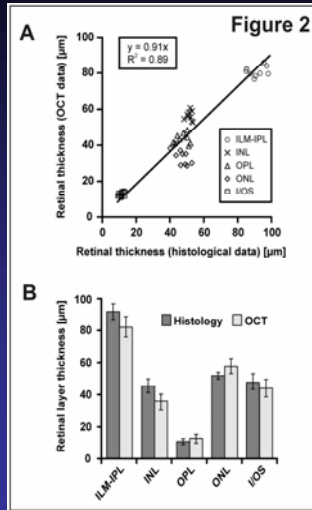 Figure 2
A
y = 0.91x
R² = 0.89
Retinal thickness
(OCT data) [µm]
100
80
60
40
20
0
ILM-IPL
INL
OPL
ONL
I/OS
0 20 40 60 80 100
Retinal thickness (histological data) [µm]
B
Retinal layer thickness [µm]
100
80
60
40
20
0
Histology OCT
ILM-IPL INL OPL ONL I/OS